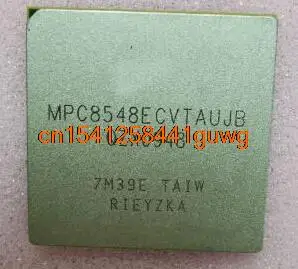 MPC8548ECVTAUJB
cn1541258441guwg
7M39E TAIW
RIEYZKA